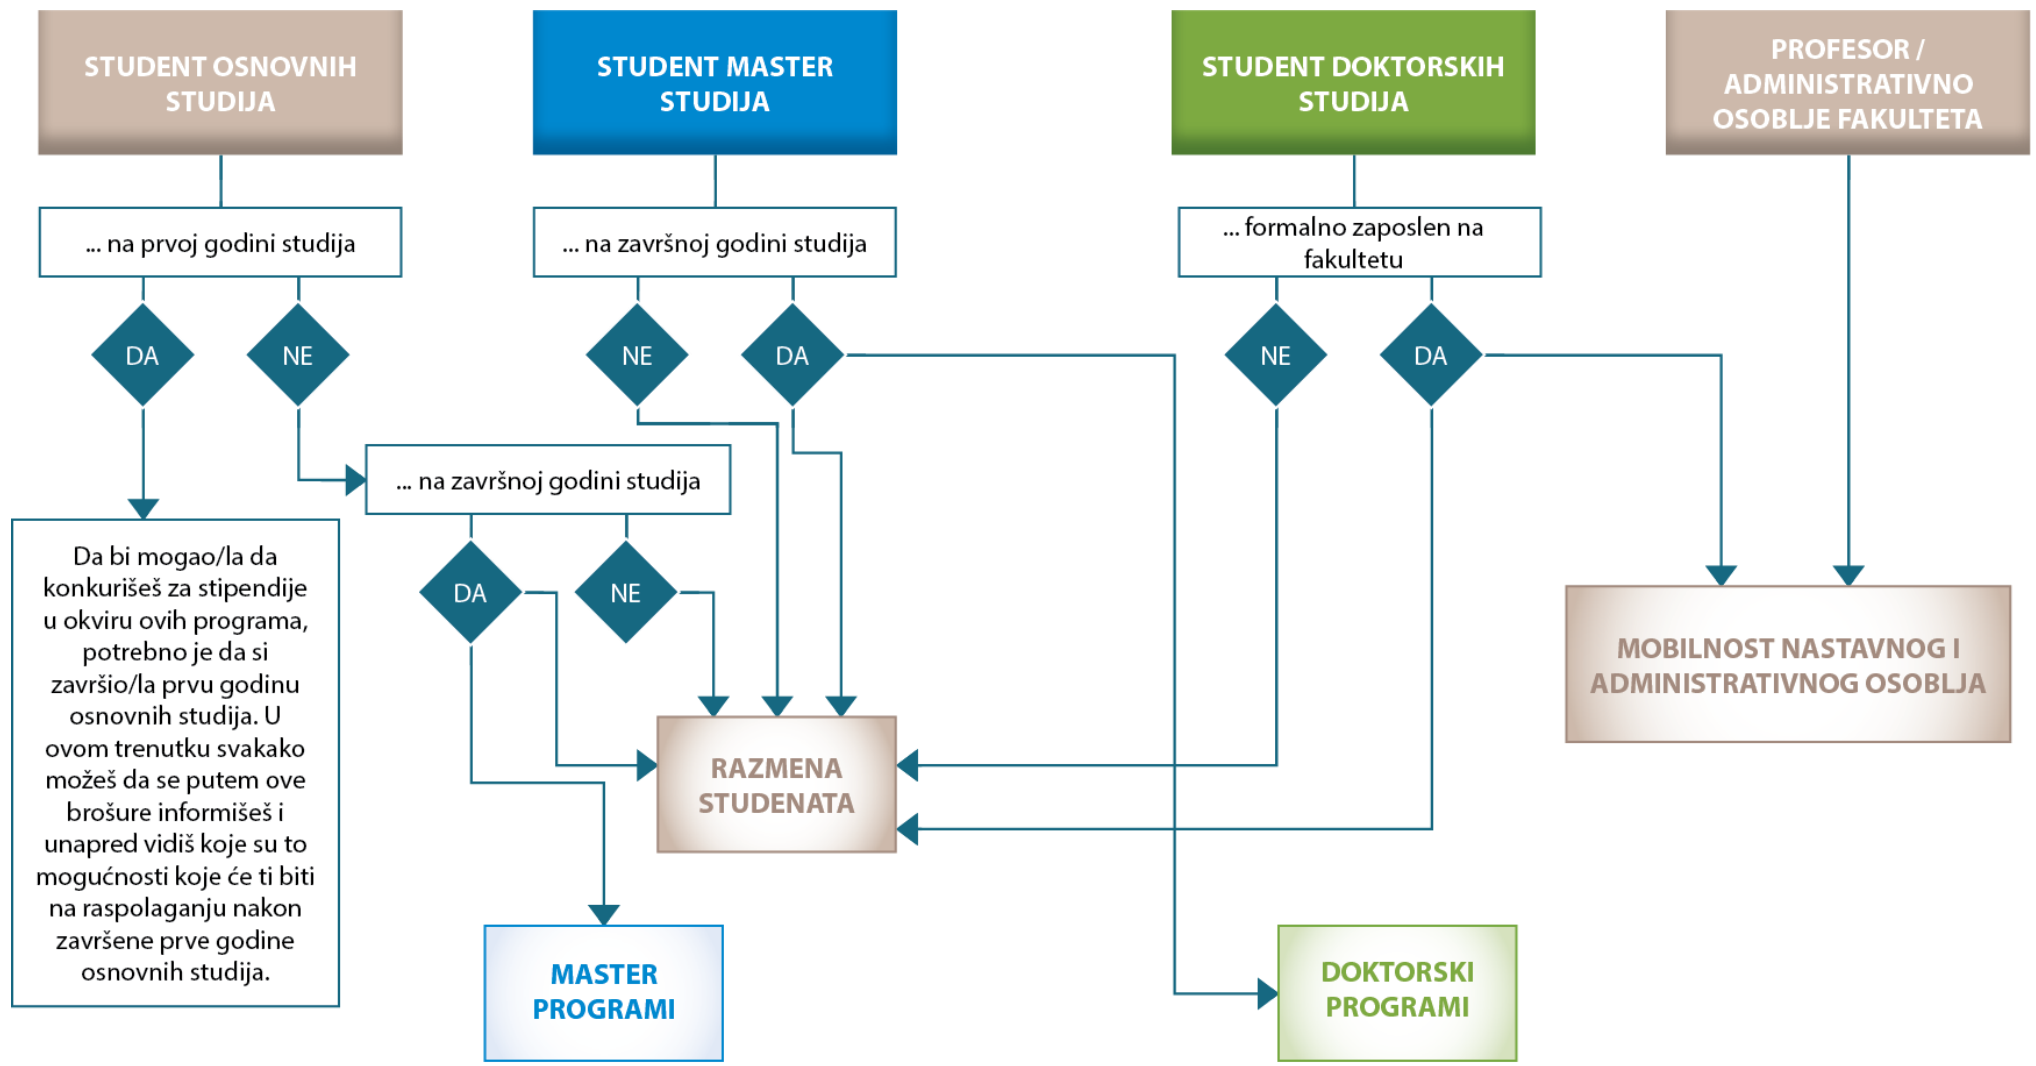 STUDENT OSNOVNIH
STUDIJA
STUDENT MASTER
STUDIJA
STUDENT DOKTORSKIH
STUDIJA
PROFESOR /
ADMINISTRATIVNO
OSOBLJE FAKULTETA
... na prvoj godini studija
... na završnoj godini studija
... formalno zaposlen na
fakultetu
DA
NE
NE
DA
NE
DA
... na završnoj godini studija
DA
NE
Da bi mogao/la da
konkurišeš za stipendije
u okviru ovih programa,
potrebno je da si
završio/la prvu godinu
osnovnih studija. U
ovom trenutku svakako
možeš da se putem ove
brošure informišeš i
unapred vidiš koje su to
mogućnosti koje će ti biti
na raspolaganju nakon
završene prve godine
osnovnih studija.
MOBILNOST NASTAVNOG I
ADMINISTRATIVNOG OSOBLJA
RAZMENA
STUDENATA
MASTER
PROGRAMI
DOKTORSKI
PROGRAMI